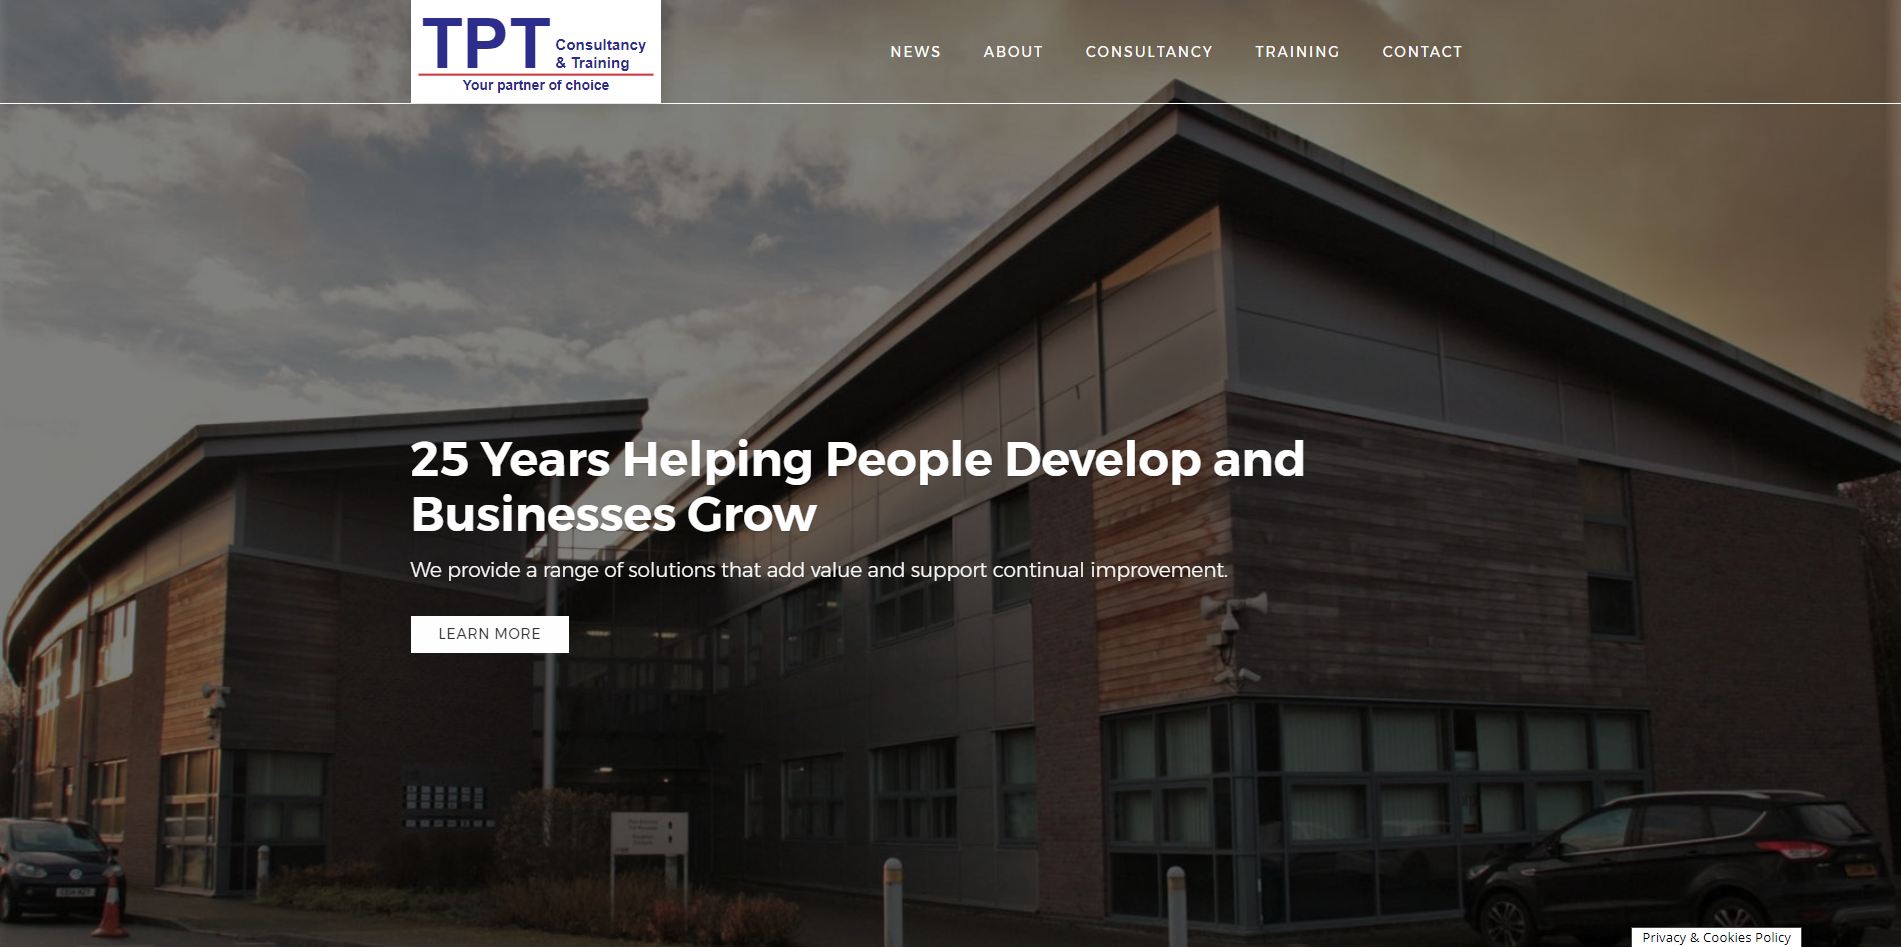 TPT
Consultancy
& Training
Your partner of choice
NEWS ABOUT CONSULTANCY TRAINING CONTACT
25 Years Helping People Develop and
Businesses Grow
We provide a range of solutions that add value and support continual improvement.
LEARN MORE
Privacy & Cookies Policy